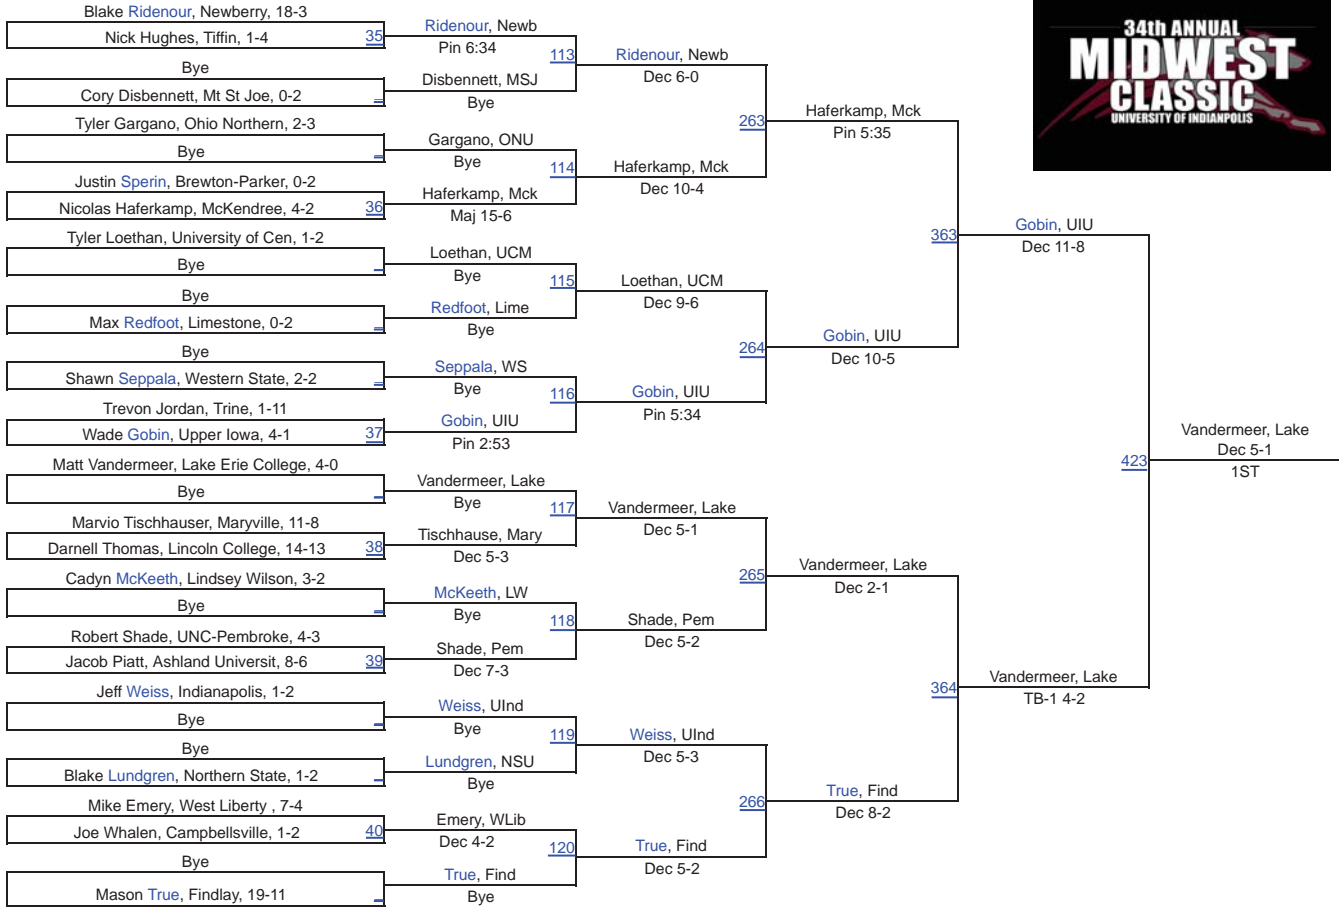 Blake Ridenour, Newberry, 18-3
Nick Hughes, Tiffin, 1-4
35
Bye
Cory Disbennett, Mt St Joe, 0-2
Tyler Gargano, Ohio Northern, 2-3
Bye
Justin Sperin, Brewton-Parker, 0-2
Nicolas Haferkamp, McKendree, 4-2
36
Tyler Loethan, University of Cen, 1-2
Bye
Bye
Max Redfoot, Limestone, 0-2
Bye
Shawn Seppala, Western State, 2-2
Trevon Jordan, Trine, 1-11
Wade Gobin, Upper Iowa, 4-1
37
Matt Vandermeer, Lake Erie College, 4-0
Bye
Marvio Tischhauser, Maryville, 11-8
Darnell Thomas, Lincoln College, 14-13
38
Cadyn McKeeth, Lindsey Wilson, 3-2
Bye
Robert Shade, UNC-Pembroke, 4-3
Jacob Piatt, Ashland Universit, 8-6
39
Jeff Weiss, Indianapolis, 1-2
Bye
Bye
Blake Lundgren, Northern State, 1-2
Mike Emery, West Liberty , 7-4
Joe Whalen, Campbellsville, 1-2
40
Bye
Mason True, Findlay, 19-11
Ridenour, Newb
Pin 6:34
113
Disbennett, MSJ
Bye
Gargano, ONU
Bye
114
Haferkamp, Mck
Maj 15-6
Loethan, UCM
Bye
115
Redfoot, Lime
Bye
Seppala, WS
Bye
116
Gobin, UIU
Pin 2:53
Vandermeer, Lake
Bye
117
Tischhause, Mary
Dec 5-3
McKeeth, LW
Bye
118
Shade, Pem
Dec 7-3
Weiss, UInd
Bye
119
Lundgren, NSU
Bye
Emery, WLib
Dec 4-2
120
True, Find
Bye
Ridenour, Newb
Dec 6-0
263
Haferkamp, Mck
Dec 10-4
Loethan, UCM
Dec 9-6
264
Gobin, UIU
Pin 5:34
Vandermeer, Lake
Dec 5-1
265
Shade, Pem
Dec 5-2
Weiss, UInd
Dec 5-3
266
True, Find
Dec 5-2
Haferkamp, Mck
Pin 5:35
363
Gobin, UIU
Dec 10-5
Vandermeer, Lake
Dec 2-1
364
True, Find
Dec 8-2
Gobin, UIU
Dec 11-8
423
Vandermeer, Lake
TB-1 4-2
Vandermeer, Lake
Dec 5-1
1ST
34th ANNUAL
MIDWEST
CLASSIC
UNIVERSITY OF INDIANPOLIS